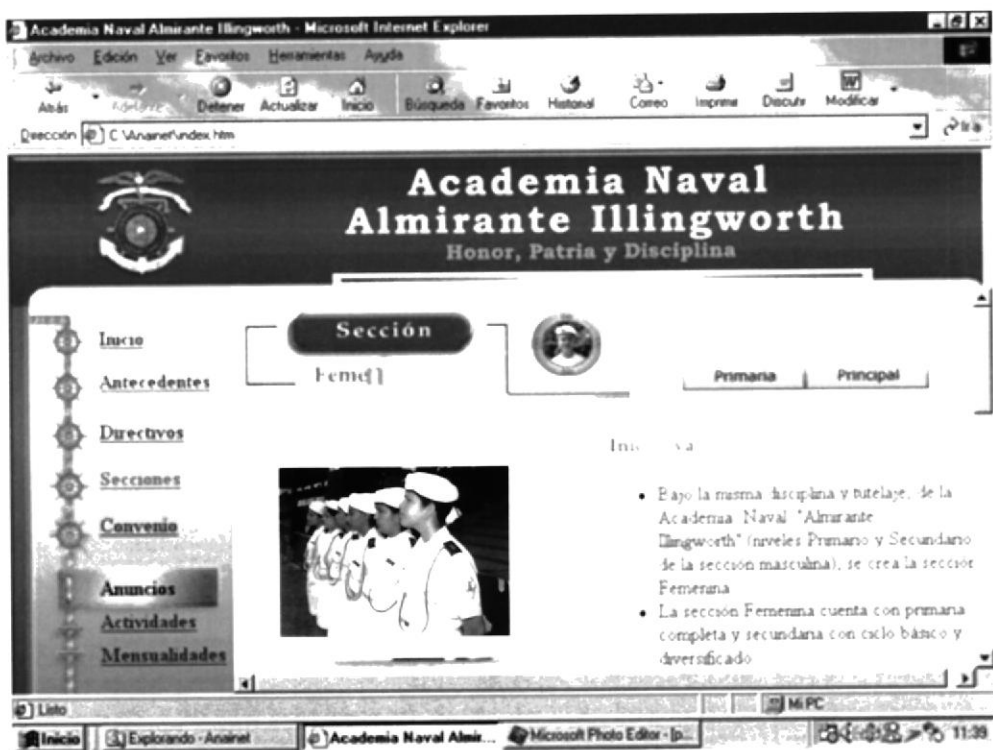 Academia Naval Almirante Illingworth - Microsoft Internet Explorer
Archivo Edición Ver Favoritos Herramientas Ayuda
Atrás Adelante Detener Actualizar Inicio Búsqueda Favoritos Historial Correo Imprimir Discutir Modificar
Dirección C:\Anainet\index.htm Ir a
Academia Naval
Almirante Illingworth
Honor, Patria y Disciplina
Sección
Inicio
Antecedentes
Directivos
Secciones
Convenio
Anuncios
Actividades
Mensualidades
Primaria Principal
Bajo la misma disciplina y tutelaje, de la
Academia Naval "Almirante
Illingworth" (niveles Primario y Secundario
de la sección masculina), se crea la sección
Femenina
La sección Femenina cuenta con primaria
completa y secundaria con ciclo básico y
diversificado
Listo Mi PC
Inicio Explorando - Anainet Academia Naval Almir... Microsoft Photo Editor - [p... 11:39